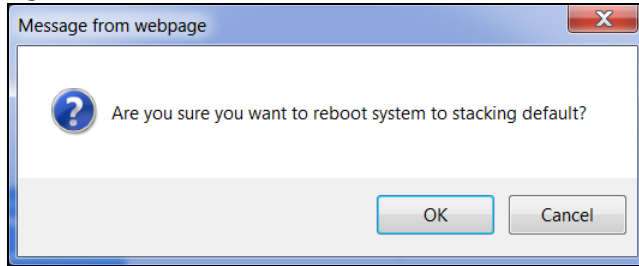 Message from webpage
Are you sure you want to reboot system to stacking default?
OK
Cancel